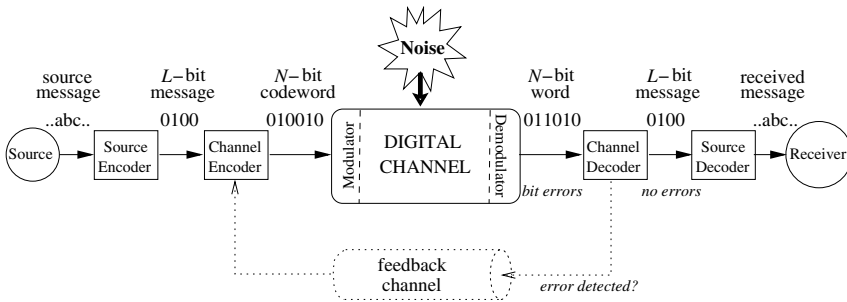 Noise
source
message
L-bit
message
N-bit
codeword
N-bit
word
L-bit
message
received
message
..abc..
0100
010010
011010
0100
..abc..
Source
Source
Encoder
Channel
Encoder
Modulator
DIGITAL
CHANNEL
Demodulator
Channel
Decoder
Source
Decoder
Receiver
bit errors
no errors
feedback
channel
error detected?